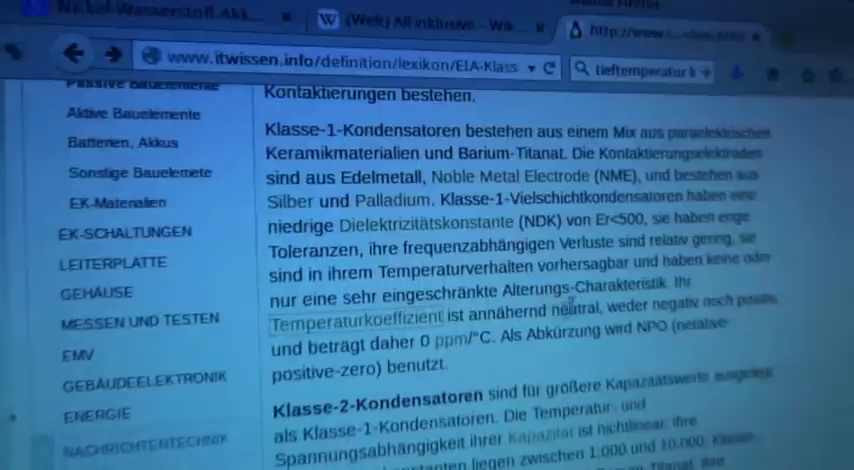 Nickel-Wasserstoff-Akk...
(Welt) All inklusive – Wik...
www.itwissen.info/definition/lexikon/EIA-Klass
tieftemperatur k
Passive Bauelemente
Aktive Bauelemente
Batterien, Akkus
Sonstige Bauelemete
EK-Materialien
EK-SCHALTUNGEN
LEITERPLATTE
GEHÄUSE
MESSEN UND TESTEN
EMV
GEBÄUDEELEKTRONIK
ENERGIE
NACHRICHTENTECHNIK
Kontaktierungen bestehen.
Klasse-1-Kondensatoren bestehen aus einem Mix aus paraelektrischen
Keramikmaterialien und Barium-Titanat. Die Kontaktierungselektroden
sind aus Edelmetall, Noble Metal Electrode (NME), und bestehen aus
Silber und Palladium. Klasse-1-Vielschichtkondensatoren haben eine
niedrige Dielektrizitätskonstante (NDK) von Er<500, sie haben enge
Toleranzen, ihre frequenzabhängigen Verluste sind relativ gering, sie
sind in ihrem Temperaturverhalten vorhersagbar und haben keine oder
nur eine sehr eingeschränkte Alterungs-Charakteristik. Ihr
Temperaturkoeffizient ist annähernd neutral, weder negativ noch positiv
und beträgt daher 0 ppm/°C. Als Abkürzung wird NPO (netative-
positive-zero) benutzt.
Klasse-2-Kondensatoren sind für größere Kapazitätswerte ausgelegt
als Klasse-1-Kondensatoren. Die Temperatur- und
Spannungsabhängigkeit ihrer Kapazität ist nichtlinear, ihre
liegen zwischen 1.000 und 10.000. Klasse-